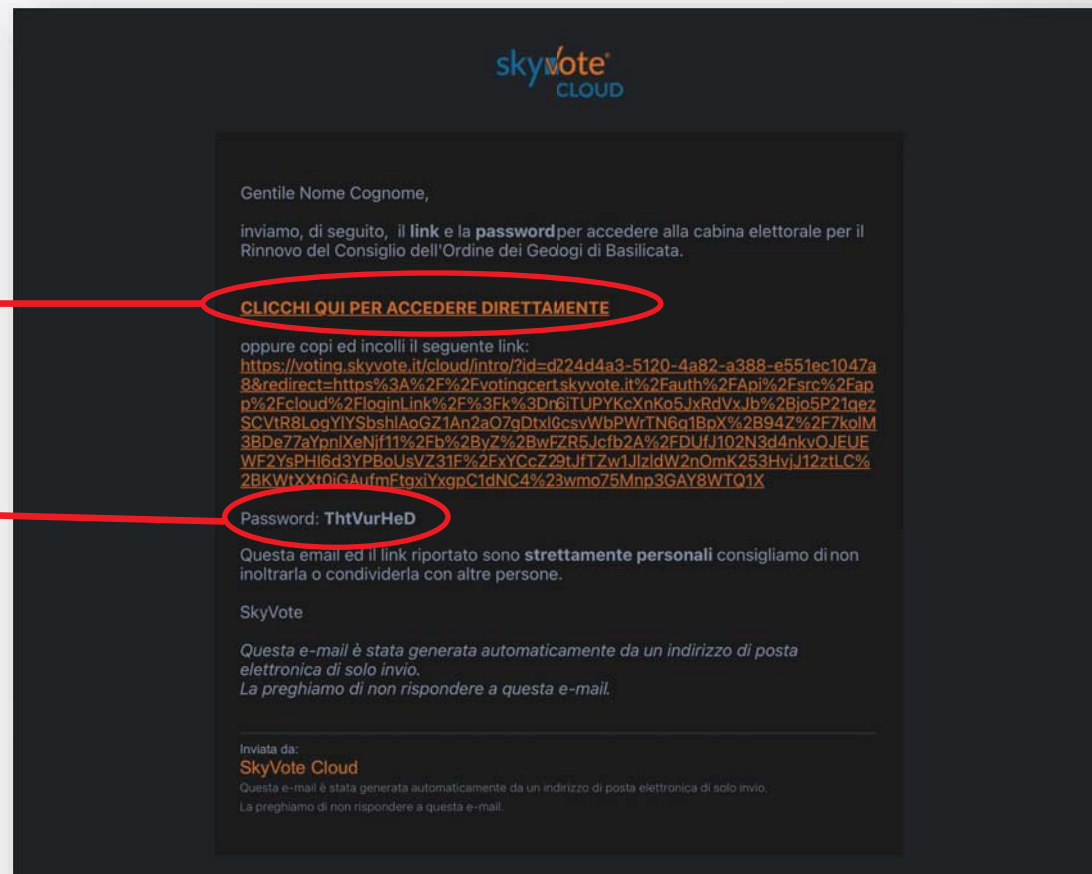 skyvote
CLOUD
Gentile Nome Cognome,
inviamo, di seguito, il link e la password per accedere alla cabina elettorale per il
Rinnovo del Consiglio dell'Ordine dei Geologi di Basilicata.
CLICCHI QUI PER ACCEDERE DIRETTAMENTE
oppure copi ed incolli il seguente link:
https://voting.skyvote.it/cloud/intro/?id=d224d4a3-5120-4a82-a388-e551ec1047a
8&redirect=https%3A%2F%2Fvotingcert.skyvote.it%2Fauth%2FApi%2Fsrc%2Fap
p%2Fcloud%2FloginLink%2F%3Fk%3Dn6iTUPYKcXnKo5JxRdVxJb%2Bjo5P21qez
SCVtR8LogYlYSbshlAoGZ1An2aO7gDtxIGcsvWbPWrTN6q1BpX%2B94Z%2F7kolM
3BDe77aYpnlXeNjf11%2Fb%2ByZ%2BwFZR5Jcfb2A%2FDUfJ102N3d4nkvOJEUE
WF2YsPHI6d3YPBoUsVZ31F%2FxYCcZ29tJfTZw1JlzldW2nOmK253HvjJ12ztLC%
2BKWtXXt0iGAufmFtgxiYxgpC1dNC4%2Bwmo75Mnp3GAY8WTQ1X
Password: ThtVurHeD
Questa email ed il link riportato sono strettamente personali consigliamo di non
inoltrarla o condividerla con altre persone.
SkyVote
Questa e-mail è stata generata automaticamente da un indirizzo di posta
elettronica di solo invio.
La preghiamo di non rispondere a questa e-mail.
Inviata da:
SkyVote Cloud
Questa e-mail è stata generata automaticamente da un indirizzo di posta elettronica di solo invio.
La preghiamo di non rispondere a questa e-mail.